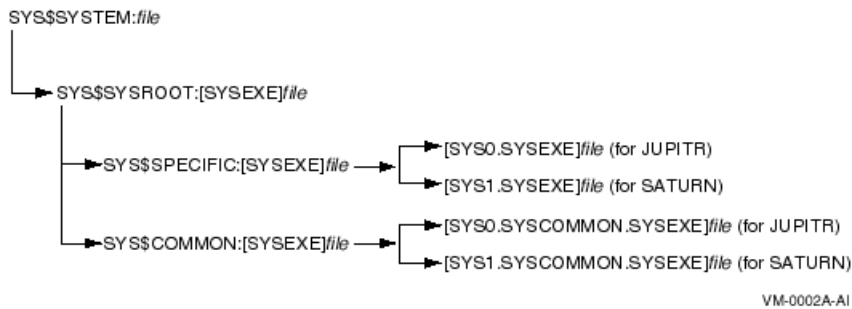 SYS$SYSTEM:file
SYS$SYSROOT:[SYSEXE]file
SYS$SPECIFIC:[SYSEXE]file
[SYS0.SYSEXE]file (for JUPITR)
[SYS1.SYSEXE]file (for SATURN)
SYS$COMMON:[SYSEXE]file
[SYS0.SYSCOMMON.SYSEXE]file (for JUPITR)
[SYS1.SYSCOMMON.SYSEXE]file (for SATURN)
VM-0002A-AI